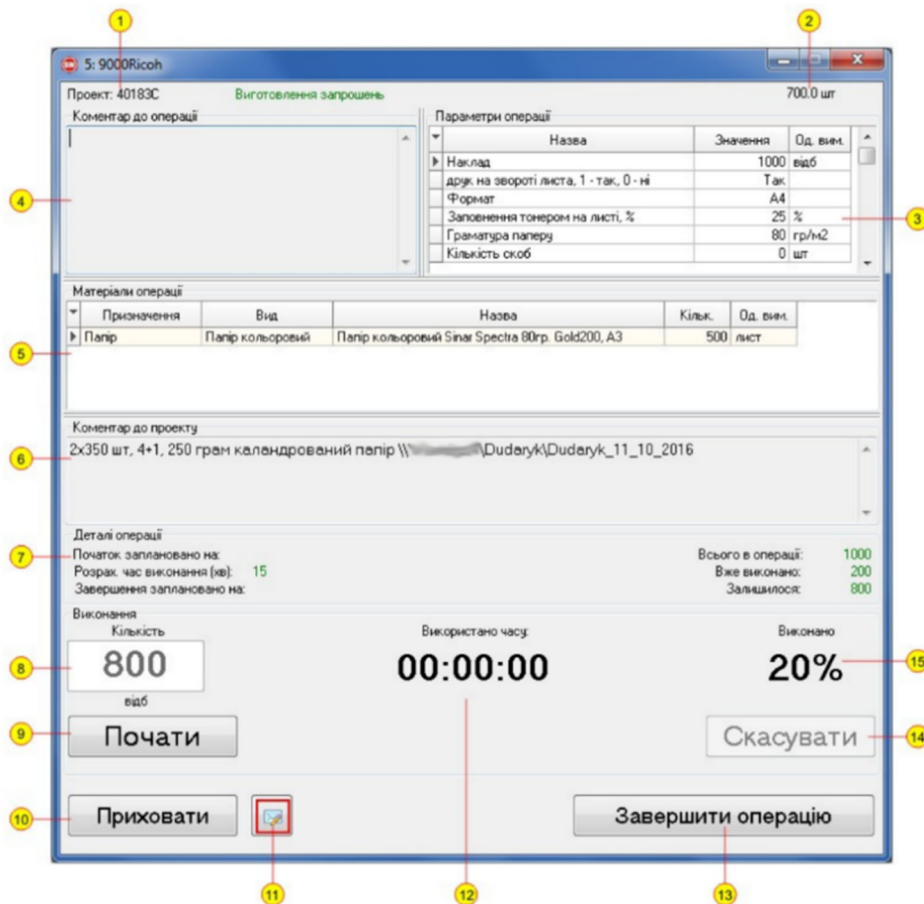 1
2
5: 9000Ricoh
Проект: 40183С
Виготовлення запрошень
700.0 шт
Коментар до операції
Параметри операції
Назва Значення Од. вим.
Наклад 1000 відб
друк на звороті листа, 1 - так, 0 - ні Так
Формат А4
Заповнення тонером на листі, % 25 %
Граматура паперу 80 гр/м2
Кількість скоб 0 шт
4
3
Матеріали операції
Призначення Вид Назва Кільк. Од. вим.
Папір Папір кольоровий Папір кольоровий Sinar Spectra 80гр. Gold200, А3 500 лист
5
Коментар до проекту
2х350 шт, 4+1, 250 грам каландрований папір \\ \Dudaryk\Dudaryk_11_10_2016
6
Деталі операції
7
Початок заплановано на:
Розрах. час виконання (хв): 15
Завершення заплановано на:
Всього в операції: 1000
Вже виконано: 200
Залишилося: 800
Виконання
Кількість
800
відб
8
Використано часу:
00:00:00
Виконано
20%
15
9
Почати
Скасувати
14
10
Приховати
Завершити операцію
11
12
13